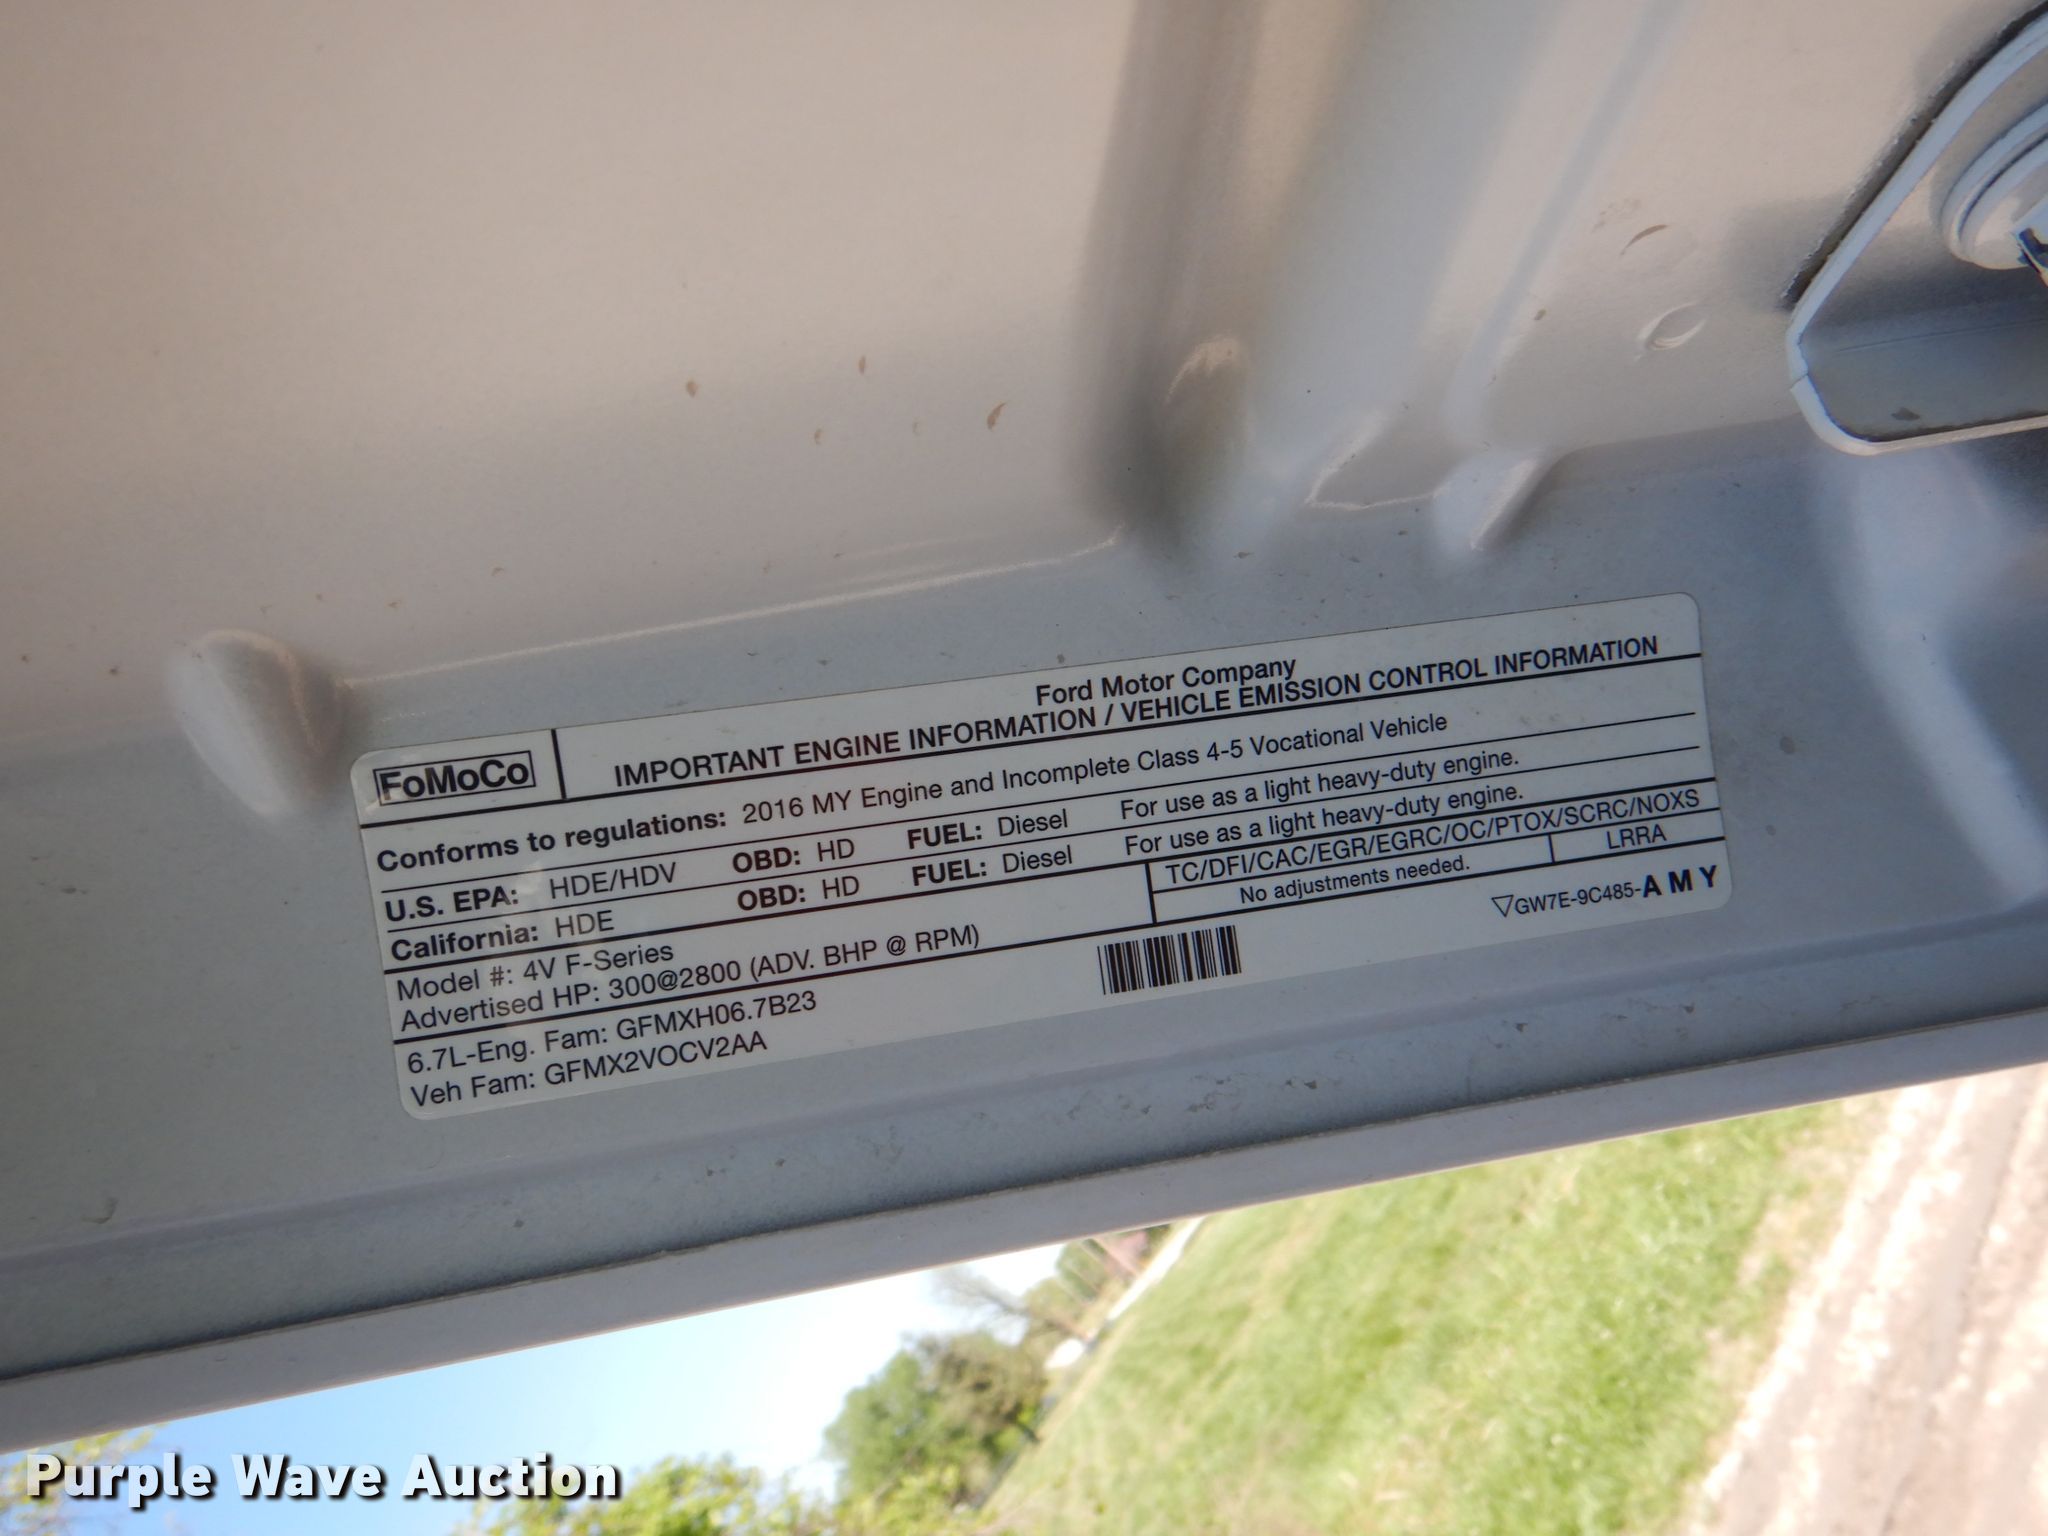 FoMoCo
Ford Motor Company
IMPORTANT ENGINE INFORMATION / VEHICLE EMISSION CONTROL INFORMATION
Conforms to regulations: 2016 MY Engine and Incomplete Class 4-5 Vocational Vehicle
U.S. EPA: HDE/HDV OBD: HD FUEL: Diesel For use as a light heavy-duty engine.
California: HDE OBD: HD FUEL: Diesel For use as a light heavy-duty engine.
Model #: 4V F-Series
Advertised HP: 300@2800 (ADV. BHP @ RPM)
TC/DFI/CAC/EGR/EGRC/OC/PTOX/SCRC/NOXS
No adjustments needed. LRRA
6.7L-Eng. Fam: GFMXH06.7B23
Veh Fam: GFMX2VOCV2AA
▽GW7E-9C485-A M Y
Purple Wave Auction